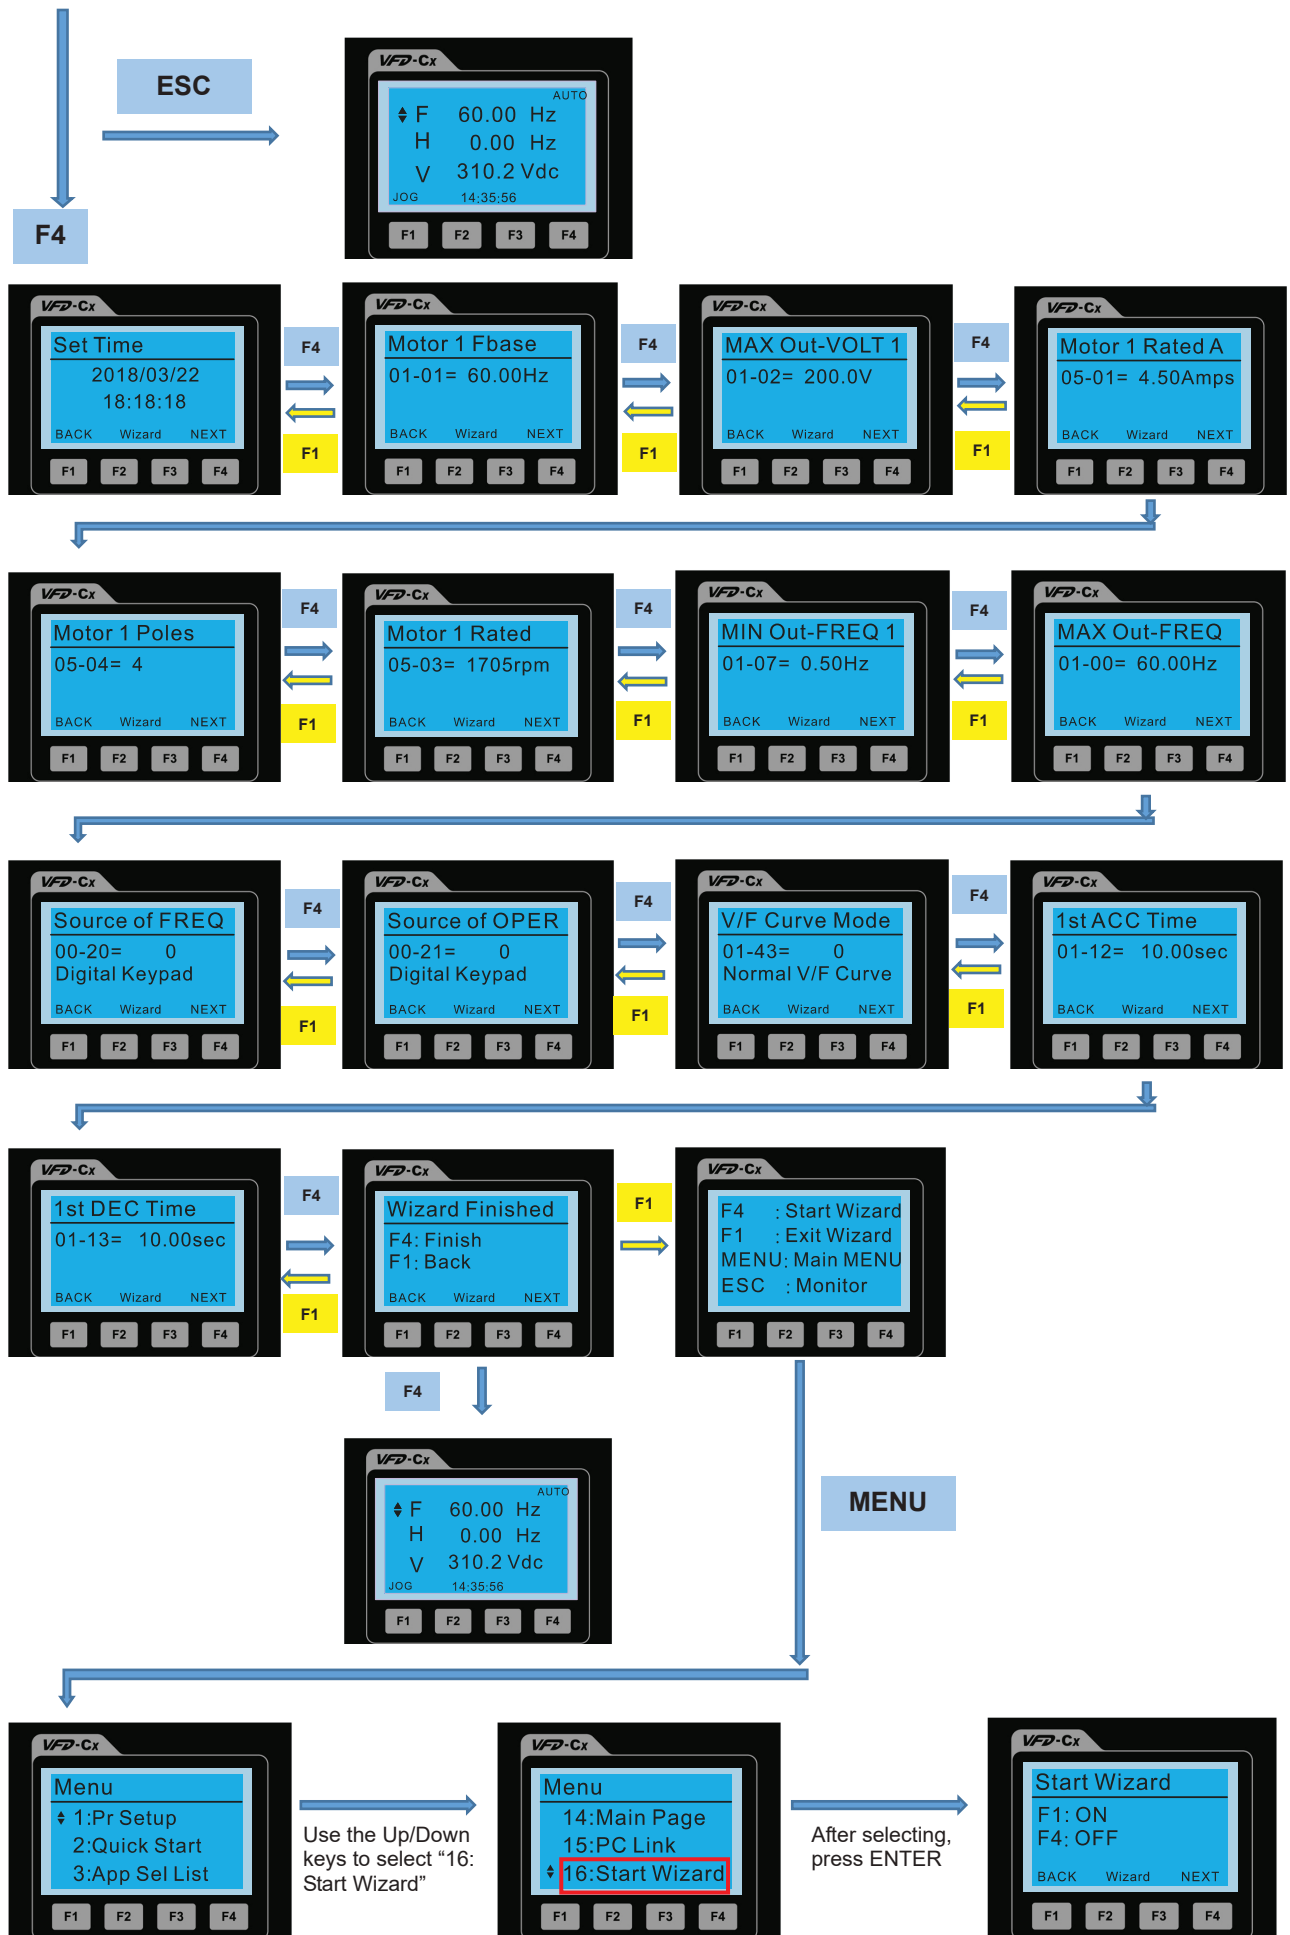 ESC
VFD-Cx
AUTO
F 60.00 Hz
H 0.00 Hz
V 310.2 Vdc
JOG 14:35:56
F1 F2 F3 F4
F4
VFD-Cx
Set Time
2018/03/22
18:18:18
BACK Wizard NEXT
F1 F2 F3 F4
F4
F1
VFD-Cx
Motor 1 Fbase
01-01= 60.00Hz
BACK Wizard NEXT
F1 F2 F3 F4
F4
F1
VFD-Cx
MAX Out-VOLT 1
01-02= 200.0V
BACK Wizard NEXT
F1 F2 F3 F4
F4
F1
VFD-Cx
Motor 1 Rated A
05-01= 4.50Amps
BACK Wizard NEXT
F1 F2 F3 F4
VFD-Cx
Motor 1 Poles
05-04= 4
BACK Wizard NEXT
F1 F2 F3 F4
F4
F1
VFD-Cx
Motor 1 Rated
05-03= 1705rpm
BACK Wizard NEXT
F1 F2 F3 F4
F4
F1
VFD-Cx
MIN Out-FREQ 1
01-07= 0.50Hz
BACK Wizard NEXT
F1 F2 F3 F4
F4
F1
VFD-Cx
MAX Out-FREQ
01-00= 60.00Hz
BACK Wizard NEXT
F1 F2 F3 F4
VFD-Cx
Source of FREQ
00-20= 0
Digital Keypad
BACK Wizard NEXT
F1 F2 F3 F4
F4
F1
VFD-Cx
Source of OPER
00-21= 0
Digital Keypad
BACK Wizard NEXT
F1 F2 F3 F4
F4
F1
VFD-Cx
V/F Curve Mode
01-43= 0
Normal V/F Curve
BACK Wizard NEXT
F1 F2 F3 F4
F4
F1
VFD-Cx
1st ACC Time
01-12= 10.00sec
BACK Wizard NEXT
F1 F2 F3 F4
VFD-Cx
1st DEC Time
01-13= 10.00sec
BACK Wizard NEXT
F1 F2 F3 F4
F4
F1
VFD-Cx
Wizard Finished
F4: Finish
F1: Back
BACK Wizard NEXT
F1 F2 F3 F4
F1
VFD-Cx
F4 : Start Wizard
F1 : Exit Wizard
MENU: Main MENU
ESC : Monitor
F1 F2 F3 F4
F4
VFD-Cx
AUTO
F 60.00 Hz
H 0.00 Hz
V 310.2 Vdc
JOG 14:35:56
F1 F2 F3 F4
MENU
VFD-Cx
Menu
1:Pr Setup
2:Quick Start
3:App Sel List
F1 F2 F3 F4
Use the Up/Down
keys to select “16:
Start Wizard”
VFD-Cx
Menu
14:Main Page
15:PC Link
16:Start Wizard
F1 F2 F3 F4
After selecting,
press ENTER
VFD-Cx
Start Wizard
F1: ON
F4: OFF
BACK Wizard NEXT
F1 F2 F3 F4